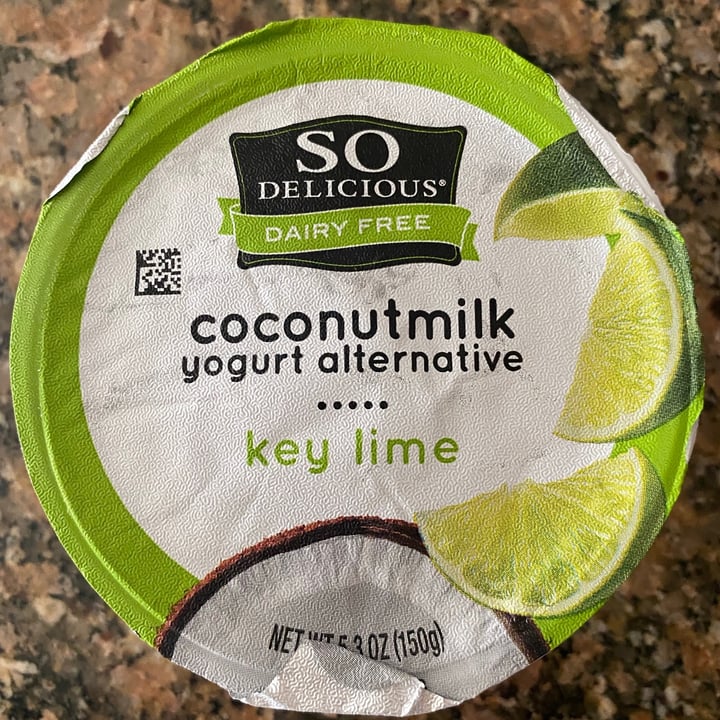 SO
DELICIOUS®
DAIRY FREE
coconutmilk
yogurt alternative
key lime
NET WT 5.3 OZ (150g)